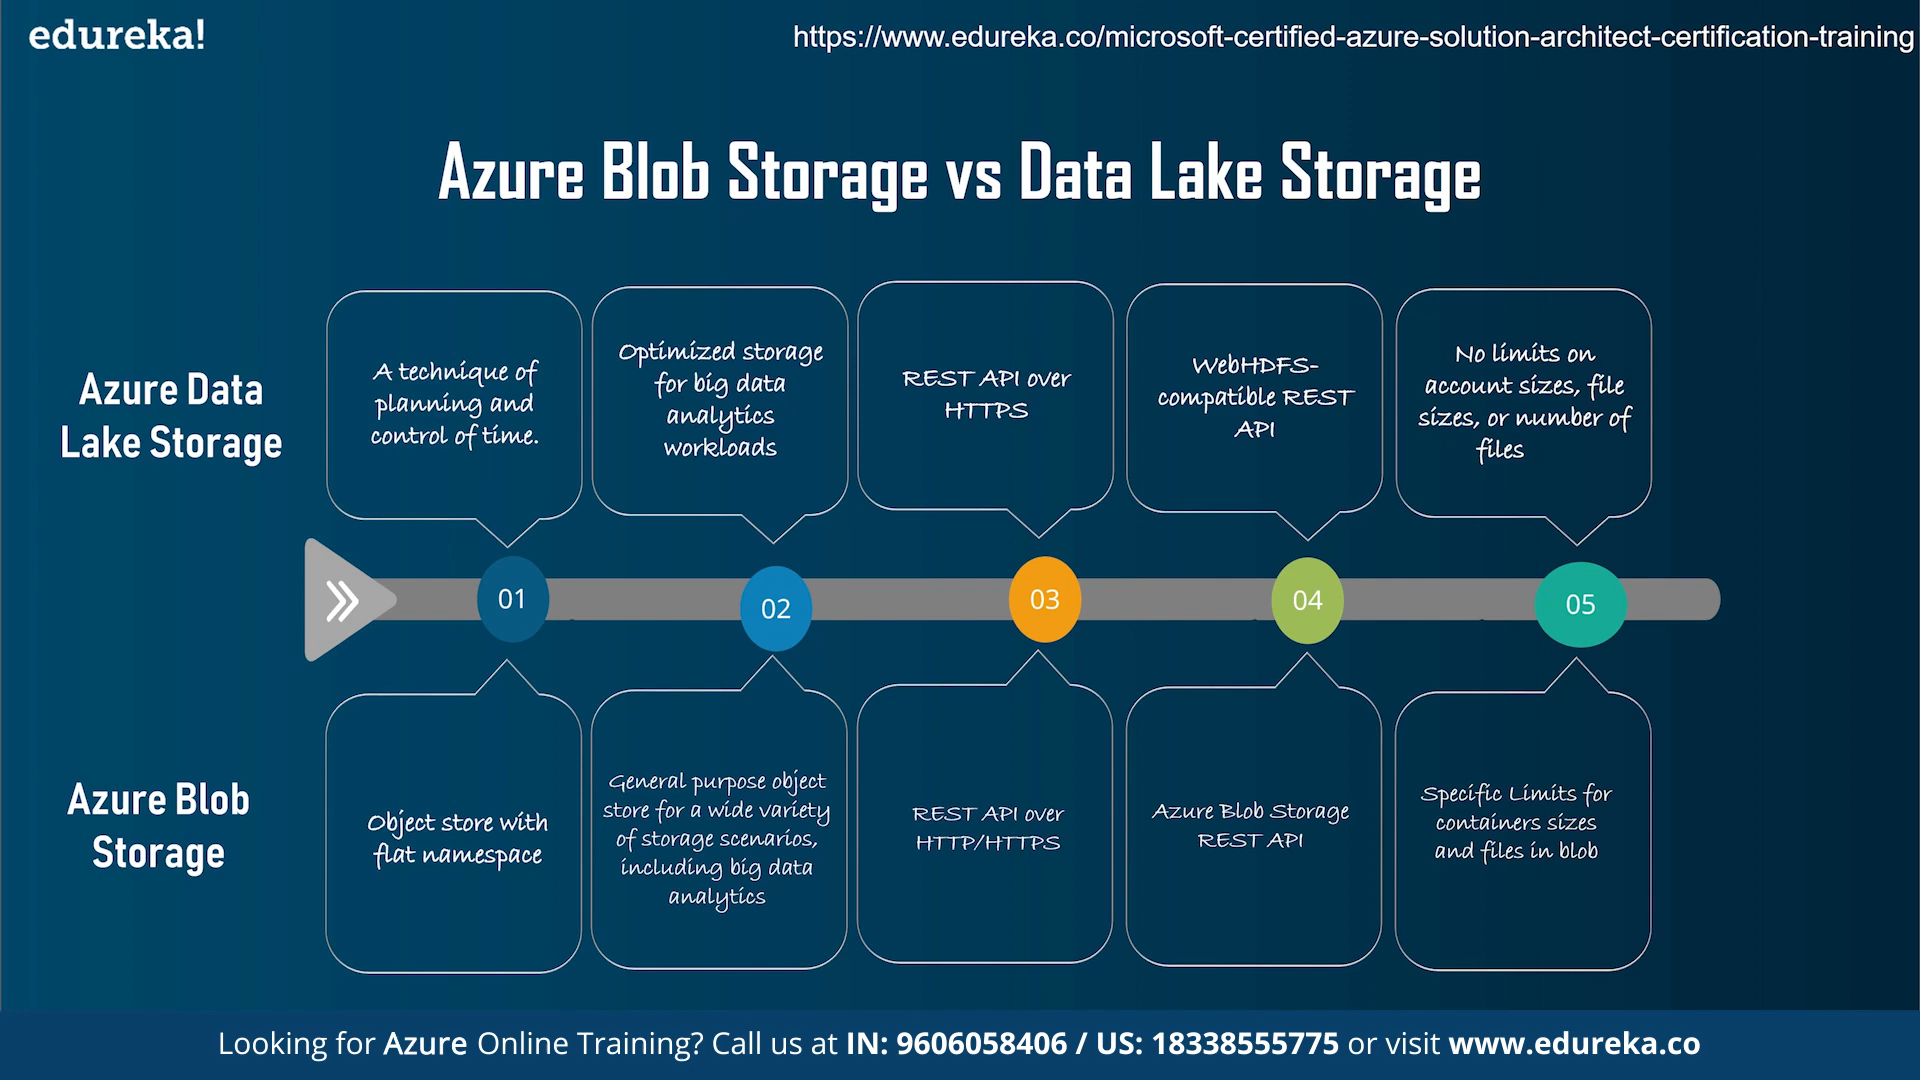 edureka!
https://www.edureka.co/microsoft-certified-azure-solution-architect-certification-training
Azure Blob Storage vs Data Lake Storage
Azure Data
Lake Storage
A technique of
planning and
control of time.
Optimized storage
for big data
analytics
workloads
REST API over
HTTPS
WebHDFS-
compatible REST
API
No limits on
account sizes, file
sizes, or number of
files
01
02
03
04
05
Azure Blob
Storage
Object store with
flat namespace
General purpose object
store for a wide variety
of storage scenarios,
including big data
analytics
REST API over
HTTP/HTTPS
Azure Blob Storage
REST API
Specific Limits for
containers sizes
and files in blob
Looking for Azure Online Training? Call us at IN: 9606058406 / US: 18338555775 or visit www.edureka.co